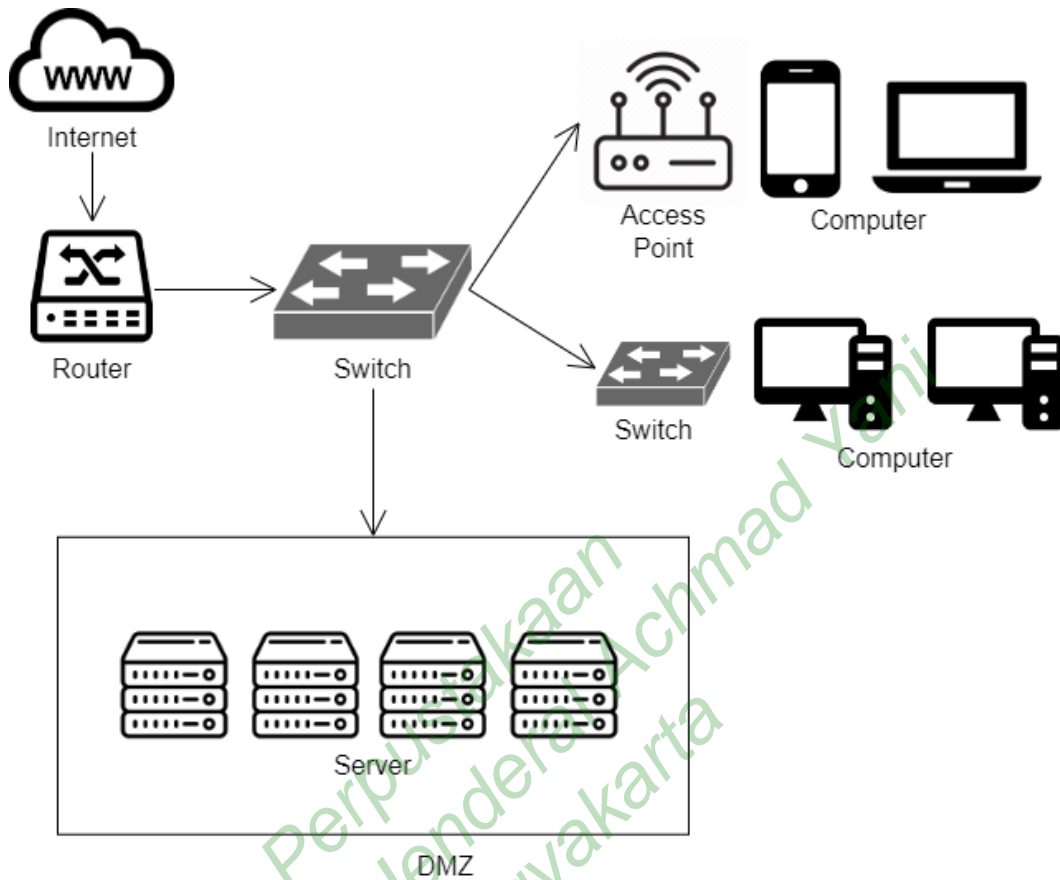 WWW
Internet
Router
Switch
Access
Point
Computer
Switch
Computer
Server
DMZ
Perpustakaan
Jenderal Achmad Yani
Yogyakarta